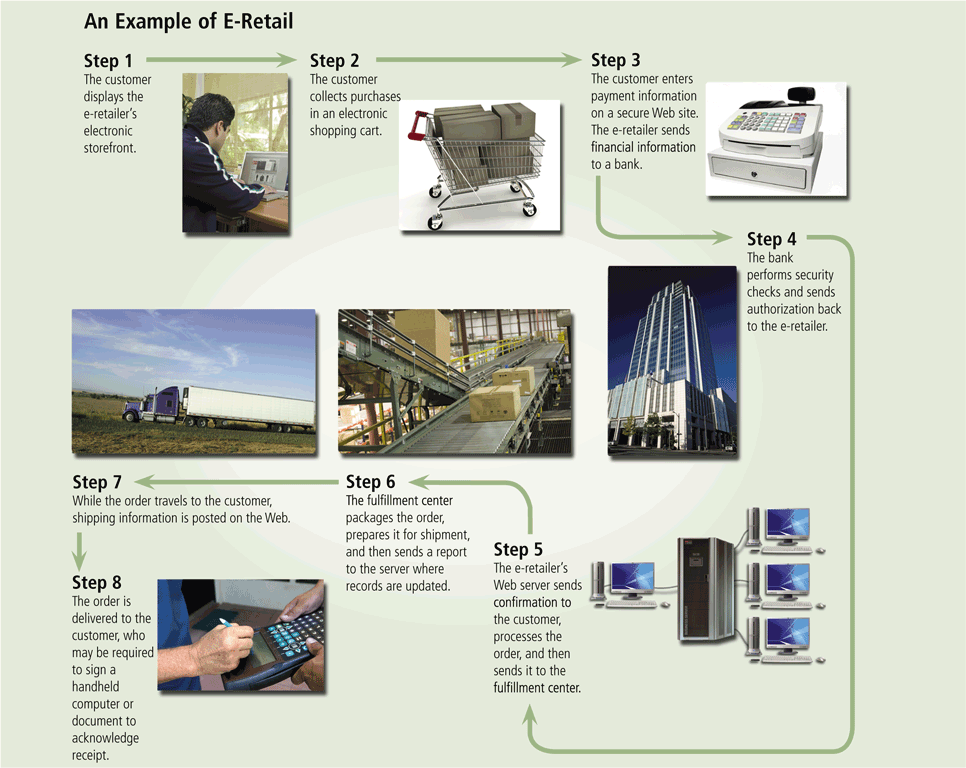 An Example of E-Retail
Step 1
The customer
displays the
e-retailer's
electronic
storefront.
Step 2
The customer
collects purchases
in an electronic
shopping cart.
Step 3
The customer enters
payment information
on a secure Web site.
The e-retailer sends
financial information
to a bank.
Step 4
The bank
performs security
checks and sends
authorization back
to the e-retailer.
Step 5
The e-retailer's
Web server sends
confirmation to
the customer,
processes the
order, and then
sends it to the
fulfillment center.
Step 6
The fulfillment center
packages the order,
prepares it for shipment,
and then sends a report
to the server where
records are updated.
Step 7
While the order travels to the customer,
shipping information is posted on the Web.
Step 8
The order is
delivered to the
customer, who
may be required
to sign a
handheld
computer or
document to
acknowledge
receipt.